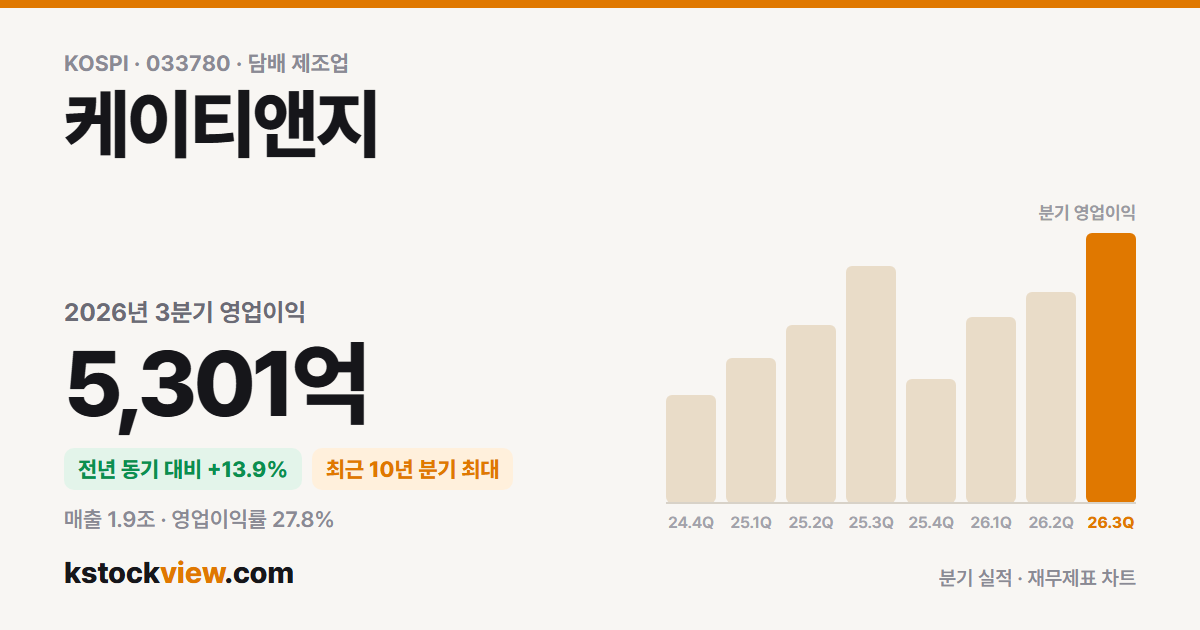 KOSPI · 033780 · 담배 제조업
케이티앤지
분기 영업이익
2026년 3분기 영업이익
5,301억
전년 동기 대비 +13.9%
최근 10년 분기 최대
매출 1.9조 · 영업이익률 27.8%
24.4Q 25.1Q 25.2Q 25.3Q 25.4Q 26.1Q 26.2Q 26.3Q
kstockview.com
분기 실적 · 재무제표 차트